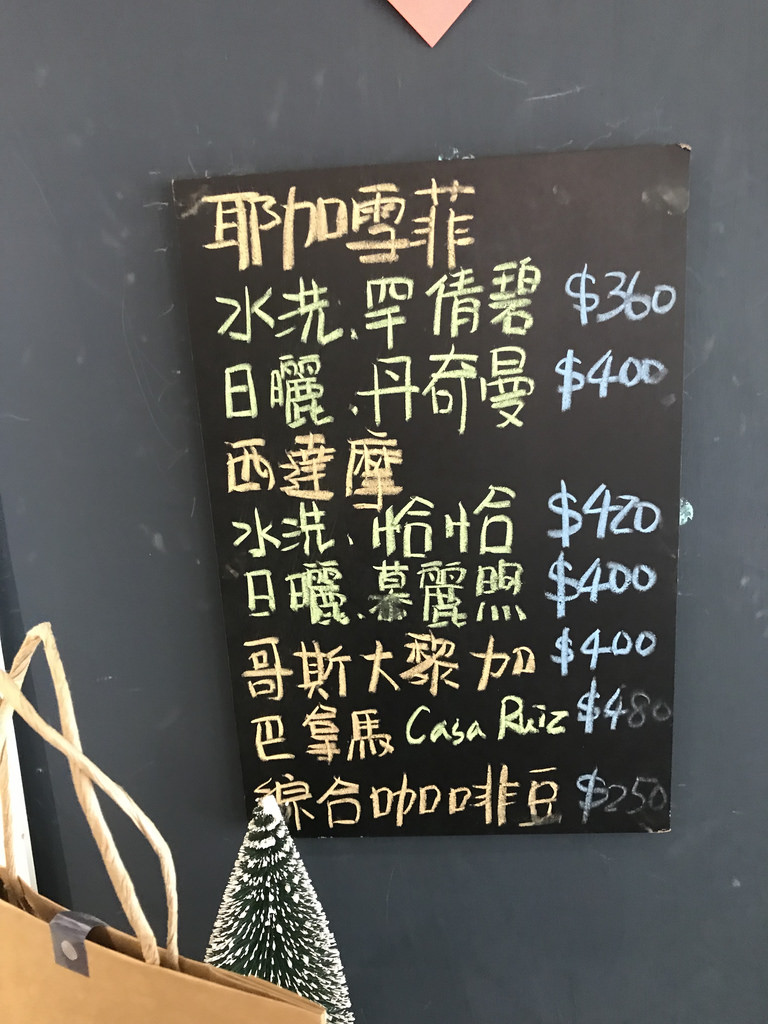 耶加雪菲
水洗、罕倩碧 $360
日曬、丹奇曼 $400
西達摩
水洗、恰恰 $420
日曬、慕麗照 $400
哥斯大黎加 $400
巴拿馬 Casa Ruiz $480
綜合咖啡豆 $250